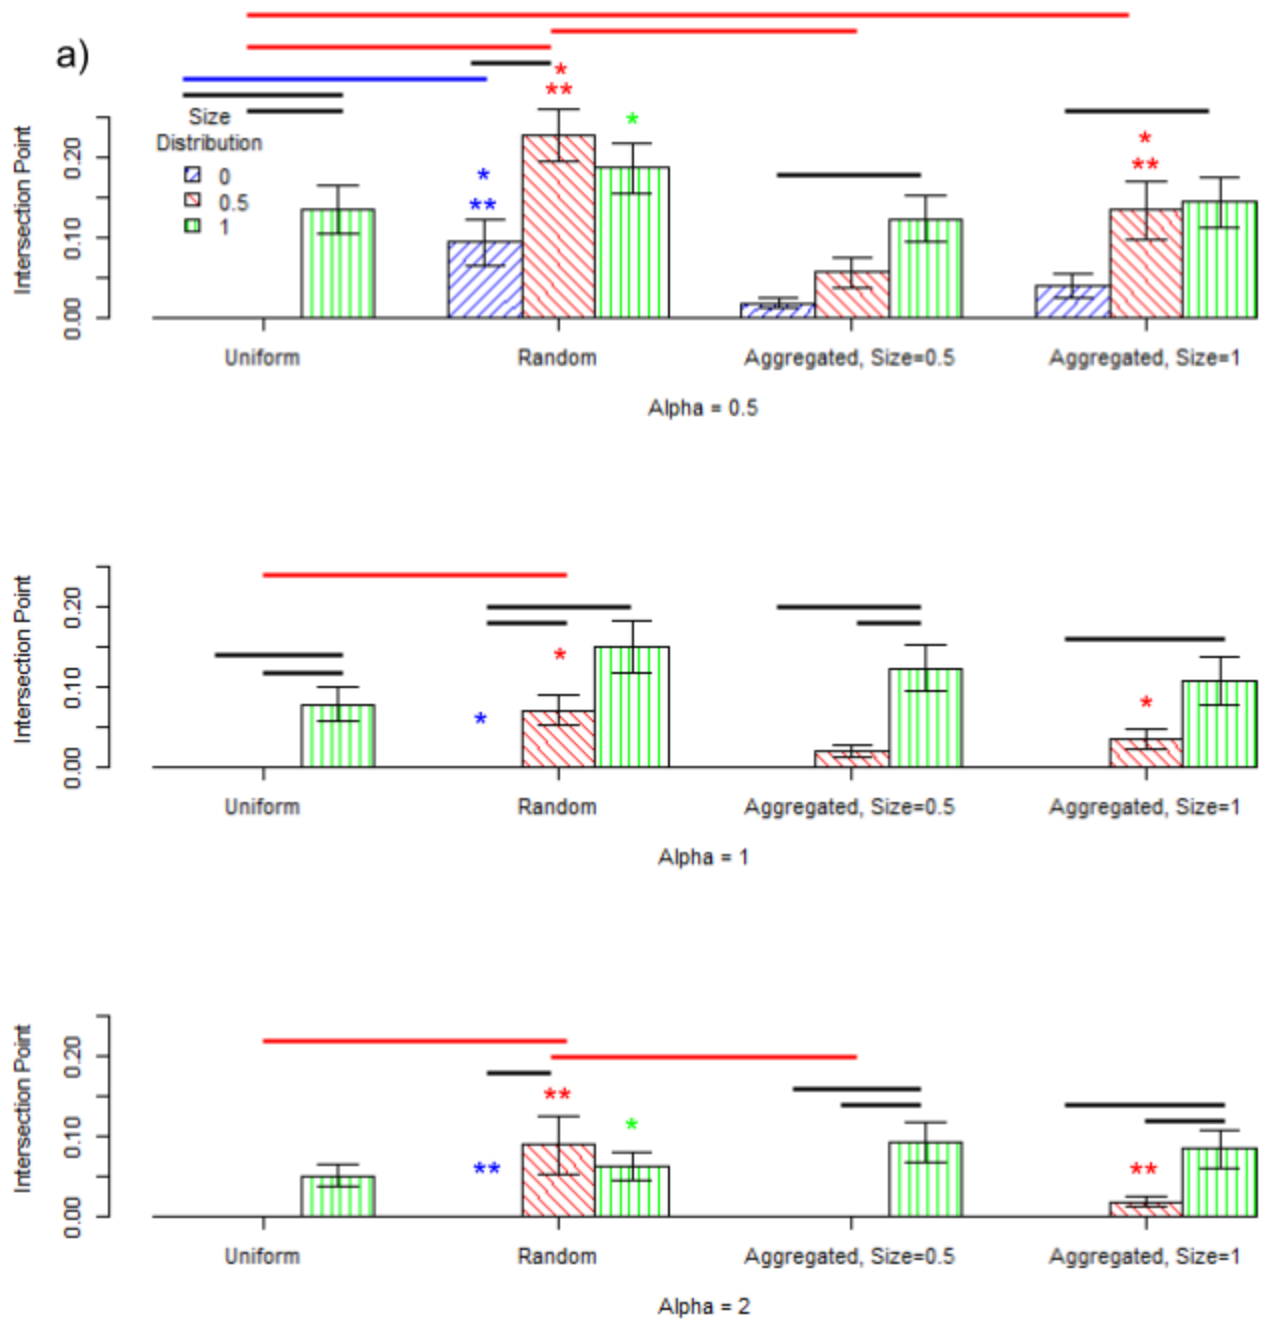 a)
*
**
*
*
**
*
**
Size
Distribution
0
0.5
1
Intersection Point
0.20
0.10
0.00
Uniform
Random
Aggregated, Size=0.5
Aggregated, Size=1
Alpha = 0.5
Intersection Point
0.20
0.10
0.00
*
*
*
Uniform
Random
Aggregated, Size=0.5
Aggregated, Size=1
Alpha = 1
Intersection Point
0.20
0.10
0.00
**
**
*
**
Uniform
Random
Aggregated, Size=0.5
Aggregated, Size=1
Alpha = 2